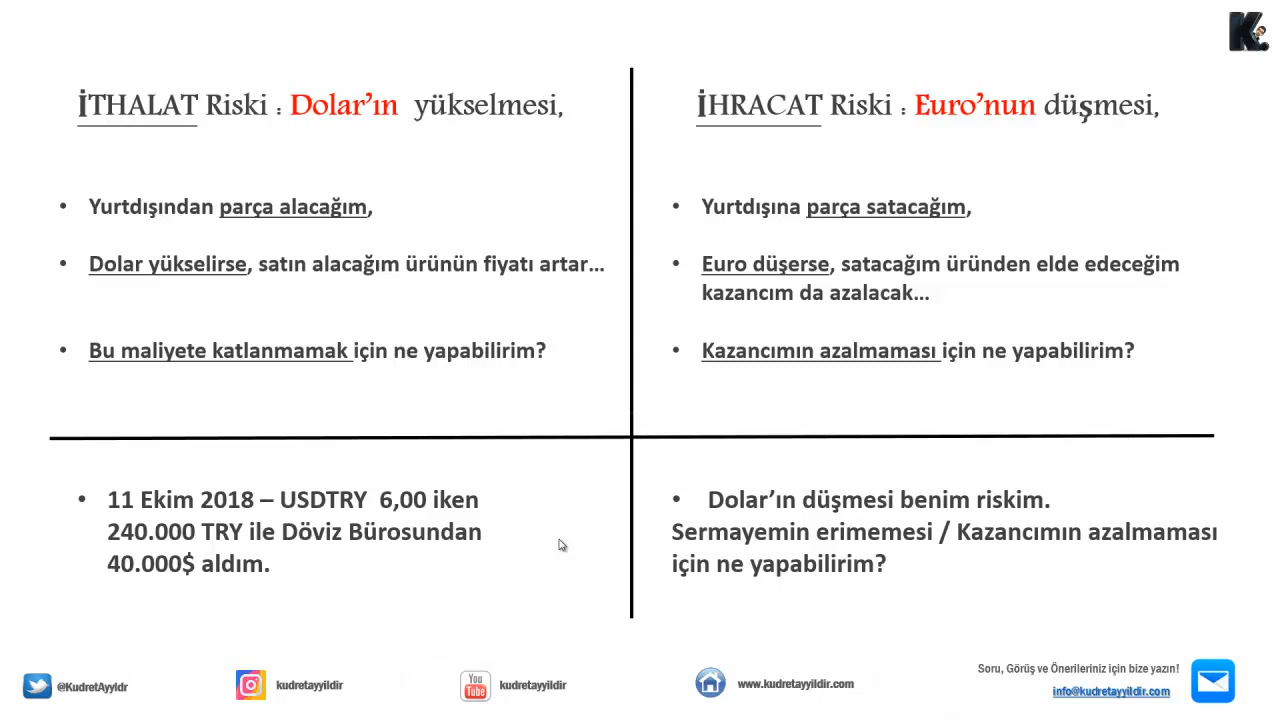 İTHALAT Riski : Dolar’ın yükselmesi,
• Yurtdışından parça alacağım,
• Dolar yükselirse, satın alacağım ürünün fiyatı artar…
• Bu maliyete katlanmamak için ne yapabilirim?
İHRACAT Riski : Euro’nun düşmesi,
• Yurtdışına parça satacağım,
• Euro düşerse, satacağım üründen elde edeceğim
kazancım da azalacak…
• Kazancımın azalmaması için ne yapabilirim?
• 11 Ekim 2018 – USDTRY 6,00 iken
240.000 TRY ile Döviz Bürosundan
40.000$ aldım.
• Dolar’ın düşmesi benim riskim.
Sermayemin erimemesi / Kazancımın azalmaması
için ne yapabilirim?
@KudretAyyldr
kudretayyildir
You
Tube
kudretayyildir
www.kudretayyildir.com
Soru, Görüş ve Önerileriniz için bize yazın!
info@kudretayyildir.com
K